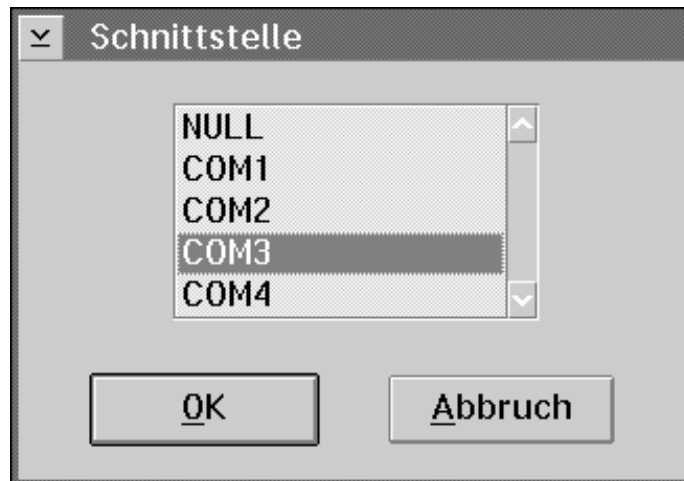 Schnittstelle
NULL
COM1
COM2
COM3
COM4
OK
Abbruch